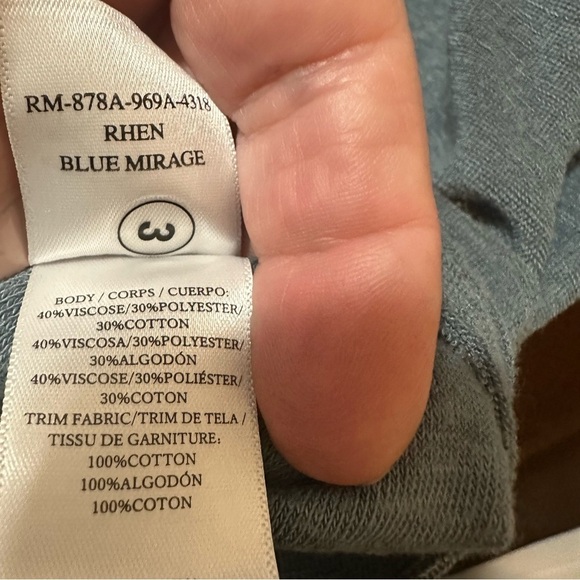 RM-878A-969A-4318
RHEN
BLUE MIRAGE
3
BODY / CORPS / CUERPO:
40%VISCOSE/30%POLYESTER/
30%COTTON
40%VISCOSA/30%POLYESTER/
30%ALGODÓN
40%VISCOSE/30%POLIÉSTER/
30%COTON
TRIM FABRIC/TRIM DE TELA /
TISSU DE GARNITURE:
100%COTTON
100%ALGODÓN
100%COTON